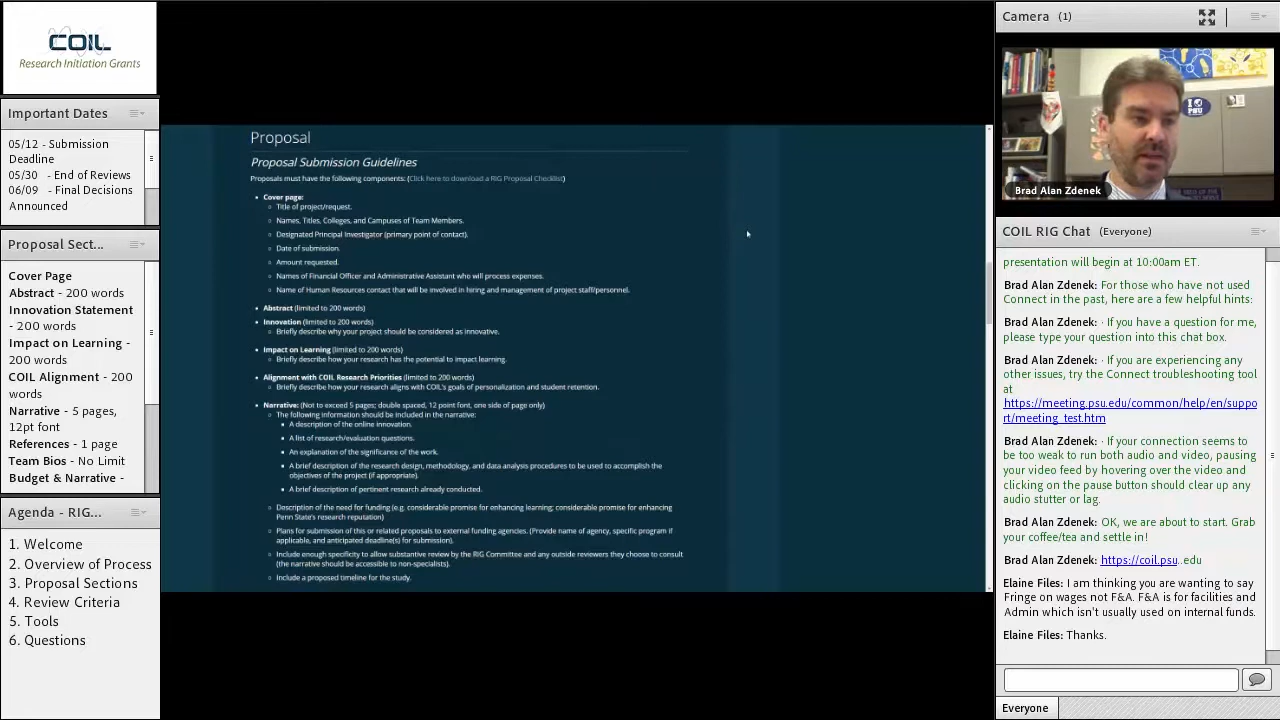 COIL
Research Initiation Grants
Important Dates
05/12 - Submission
Deadline
05/30 - End of Reviews
06/09 - Final Decisions
Announced
Proposal Sect...
Cover Page
Abstract - 200 words
Innovation Statement
- 200 words
Impact on Learning -
200 words
COIL Alignment - 200
words
Narrative - 5 pages,
12pt font
References - 1 page
Team Bios - No Limit
Budget & Narrative -
Agenda - RIG...
1. Welcome
2. Overview of Process
3. Proposal Sections
4. Review Criteria
5. Tools
6. Questions
Proposal
Proposal Submission Guidelines
Proposals must have the following components: (Click here to download a RIG Proposal Checklist)
Cover page:
Title of project/request.
Names, Titles, Colleges, and Campuses of Team Members.
Designated Principal Investigator (primary point of contact).
Date of submission.
Amount requested.
Names of Financial Officer and Administrative Assistant who will process expenses.
Name of Human Resources contact that will be involved in hiring and management of project staff/personnel.
Abstract (limited to 200 words)
Innovation (limited to 200 words)
Briefly describe why your project should be considered as innovative.
Impact on Learning (limited to 200 words)
Briefly describe how your research has the potential to impact learning.
Alignment with COIL Research Priorities (limited to 200 words)
Briefly describe how your research aligns with COIL's goals of personalization and student retention.
Narrative: (Not to exceed 5 pages; double spaced, 12 point font, one side of page only)
The following information should be included in the narrative:
A description of the online innovation.
A list of research/evaluation questions.
An explanation of the significance of the work.
A brief description of the research design, methodology, and data analysis procedures to be used to accomplish the
objectives of the project (if appropriate).
A brief description of pertinent research already conducted.
Description of the need for funding (e.g. considerable promise for enhancing learning; considerable promise for enhancing
Penn State's research reputation)
Plans for submission of this or related proposals to external funding agencies. (Provide name of agency, specific program if
applicable, and anticipated deadline(s) for submission).
Include enough specificity to allow substantive review by the RIG Committee and any outside reviewers they choose to consult
(the narrative should be accessible to non-specialists).
Include a proposed timeline for the study.
Camera (1)
Brad Alan Zdenek
COIL RIG Chat (Everyone)
presentation will begin at 10:00am ET.
Brad Alan Zdenek: For those who have not used
Connect in the past, here are a few helpful hints:
Brad Alan Zdenek: · If you have a question for me,
please type your question into this chat box.
Brad Alan Zdenek: · If you are experiencing any
other issues, try the Connect troubleshooting tool
at
https://meeting.psu.edu/common/help/en/suppo
rt/meeting_test.htm
Brad Alan Zdenek: · If your connection seems to
be too weak to run both audio and video, pausing
your video feed by hovering over the video and
clicking on the pause button should clear up any
audio stutter or lag.
Brad Alan Zdenek: OK, we are about to start. Grab
your coffee/tea and settle in!
Brad Alan Zdenek: https://coil.psu..edu
Elaine Files: I am thinking you are wanting to say
Fringe on wages not F&A. F&A is for facilities and
Admin which isn't usually used on internal funds.
Elaine Files: Thanks.
Everyone